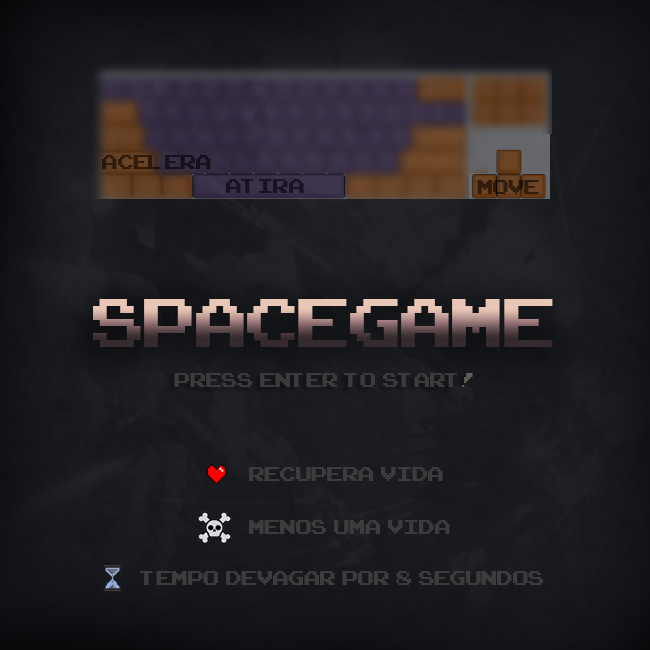 ACELERA
ATIRA
MOVE
SPACEGAME
PRESS ENTER TO START!
RECUPERA VIDA
MENOS UMA VIDA
TEMPO DEVAGAR POR 8 SEGUNDOS